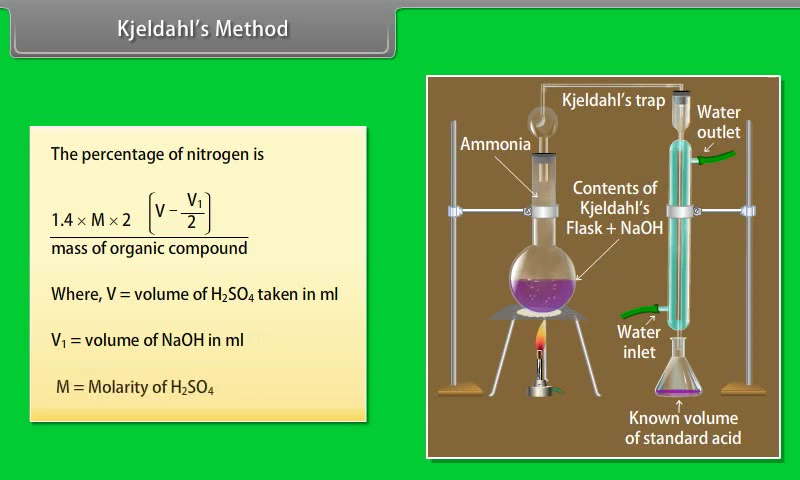 Kjeldahl's Method
The percentage of nitrogen is
1.4 × M × 2 (V − V₁/2)
mass of organic compound
Where, V = volume of H₂SO₄ taken in ml
V₁ = volume of NaOH in ml
M = Molarity of H₂SO₄
Kjeldahl's trap
Water
outlet
Ammonia
Contents of
Kjeldahl's
Flask + NaOH
Water
inlet
Known volume
of standard acid